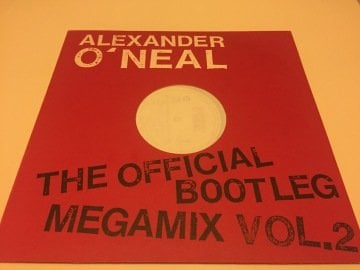 ALEXANDER
O'NEAL
THE OFFICIAL
BOOTLEG
MEGAMIX VOL.2